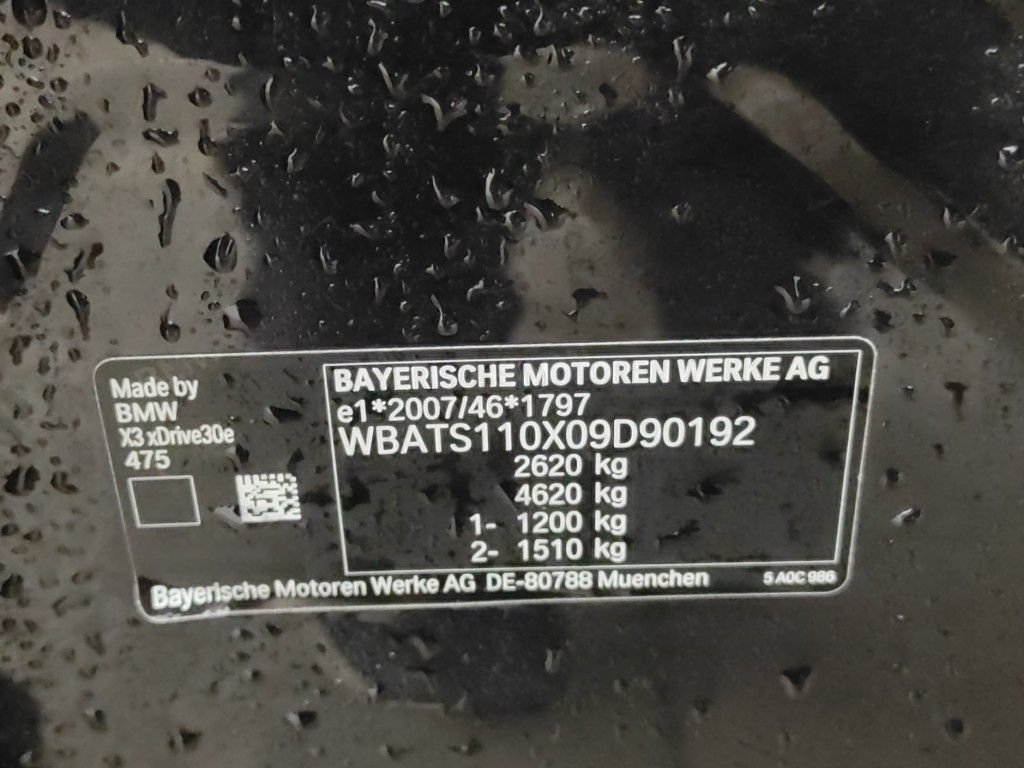 Made by
BMW
X3 xDrive30e
475
BAYERISCHE MOTOREN WERKE AG
e1*2007/46*1797
WBATS110X09D90192
2620 kg
4620 kg
1- 1200 kg
2- 1510 kg
Bayerische Motoren Werke AG DE-80788 Muenchen
5 A0C 986